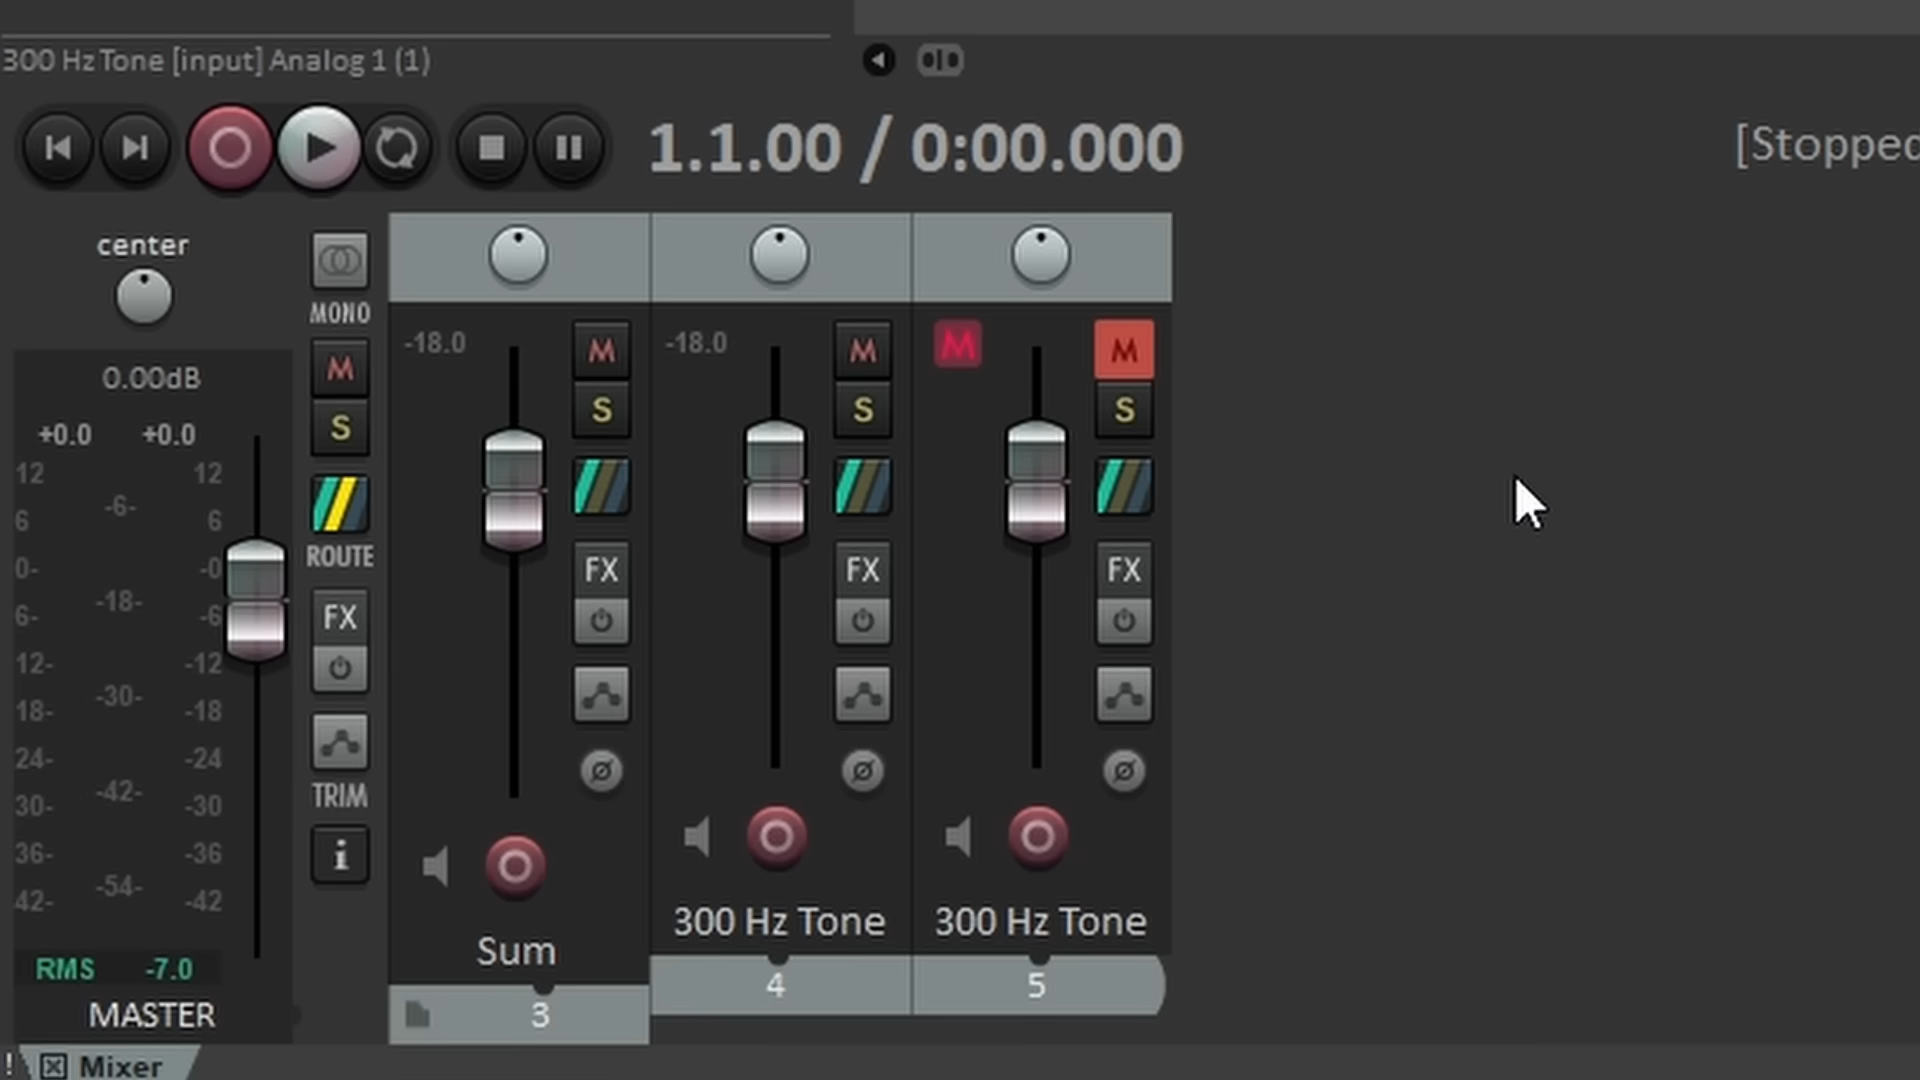 300 Hz Tone [input] Analog 1 (1)
1.1.00 / 0:00.000
[Stopped
center
MONO
0.00dB
+0.0 +0.0
12 12
-6-
6 6
0- -0
-18-
6- -6
12- -12
-30-
18- -18
24- -24
-42-
30- -30
36- -36
-54-
42- -42
RMS -7.0
MASTER
M
S
ROUTE
FX
TRIM
i
-18.0
M
S
FX
Sum
3
-18.0
M
S
FX
300 Hz Tone
4
M
M
S
FX
300 Hz Tone
5
! Mixer